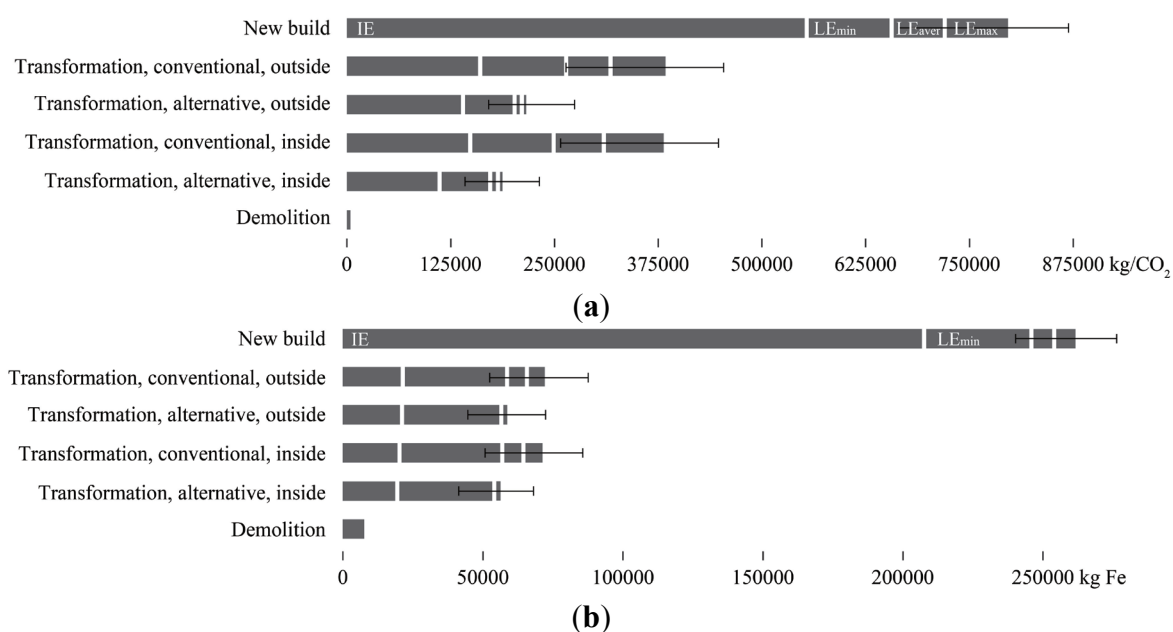 New build IE LEmin LEaver LEmax
Transformation, conventional, outside
Transformation, alternative, outside
Transformation, conventional, inside
Transformation, alternative, inside
Demolition
0 125000 250000 375000 500000 625000 750000 875000 kg/CO2
(a)
New build IE LEmin
Transformation, conventional, outside
Transformation, alternative, outside
Transformation, conventional, inside
Transformation, alternative, inside
Demolition
0 50000 100000 150000 200000 250000 kg Fe
(b)